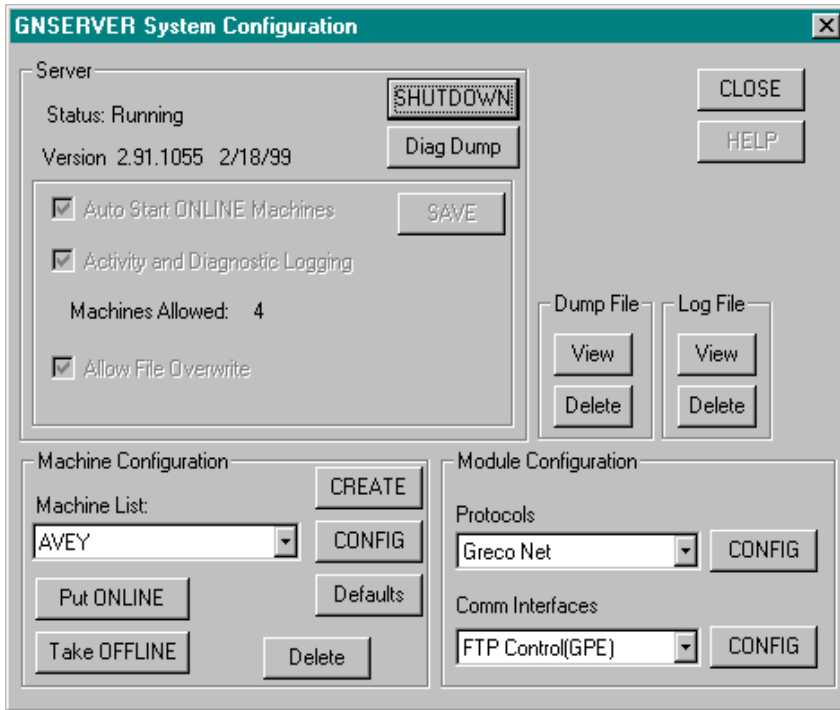 GNSERVER System Configuration
Server
Status: Running
SHUTDOWN
Version 2.91.1055 2/18/99
Diag Dump
Auto Start ONLINE Machines
SAVE
Activity and Diagnostic Logging
Machines Allowed: 4
Allow File Overwrite
CLOSE
HELP
Dump File
View
Delete
Log File
View
Delete
Machine Configuration
Machine List:
AVEY
CREATE
CONFIG
Defaults
Put ONLINE
Take OFFLINE
Delete
Module Configuration
Protocols
Greco Net
CONFIG
Comm Interfaces
FTP Control(GPE)
CONFIG